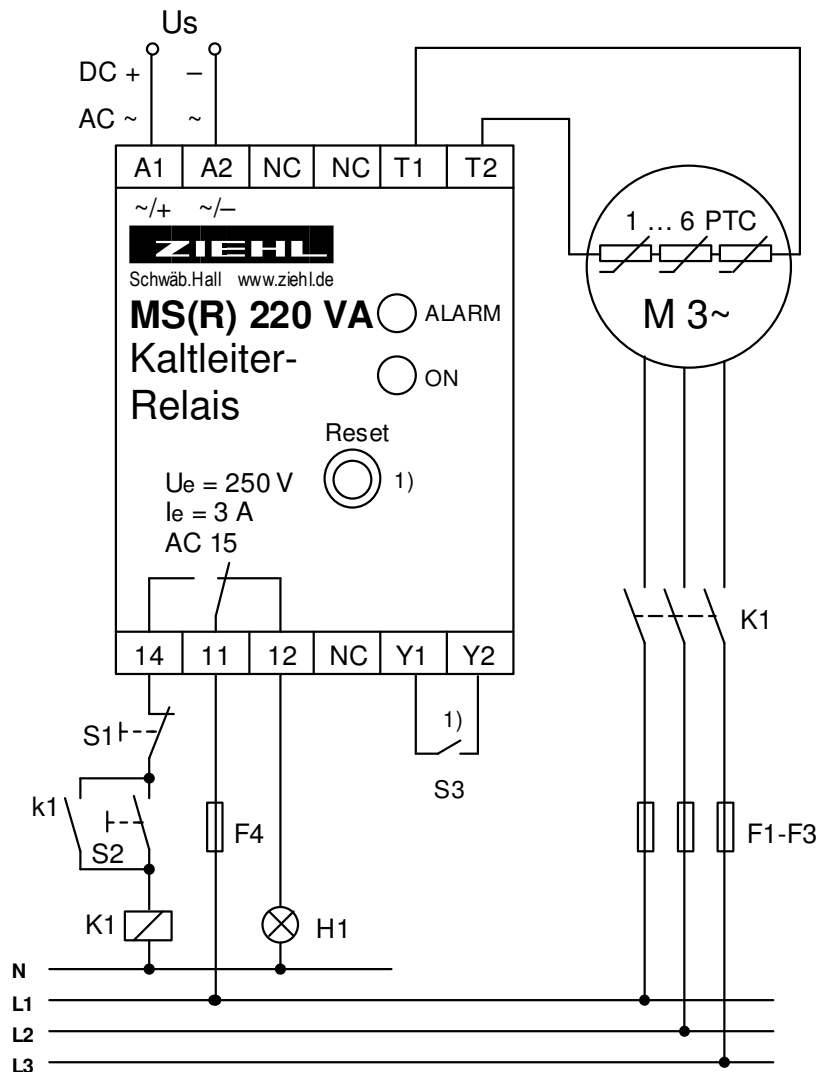 Us
DC + –
AC ~ ~
A1 A2 NC NC T1 T2
~/+ ~/–
ZIEHL
Schwäb.Hall www.ziehl.de
MS(R) 220 VA
ALARM
Kaltleiter-
Relais
ON
Reset
1)
Ue = 250 V
Ie = 3 A
AC 15
1 ... 6 PTC
M 3~
K1
14 11 12 NC Y1 Y2
S1
1)
S3
k1
S2
F4
F1-F3
K1
H1
N
L1
L2
L3